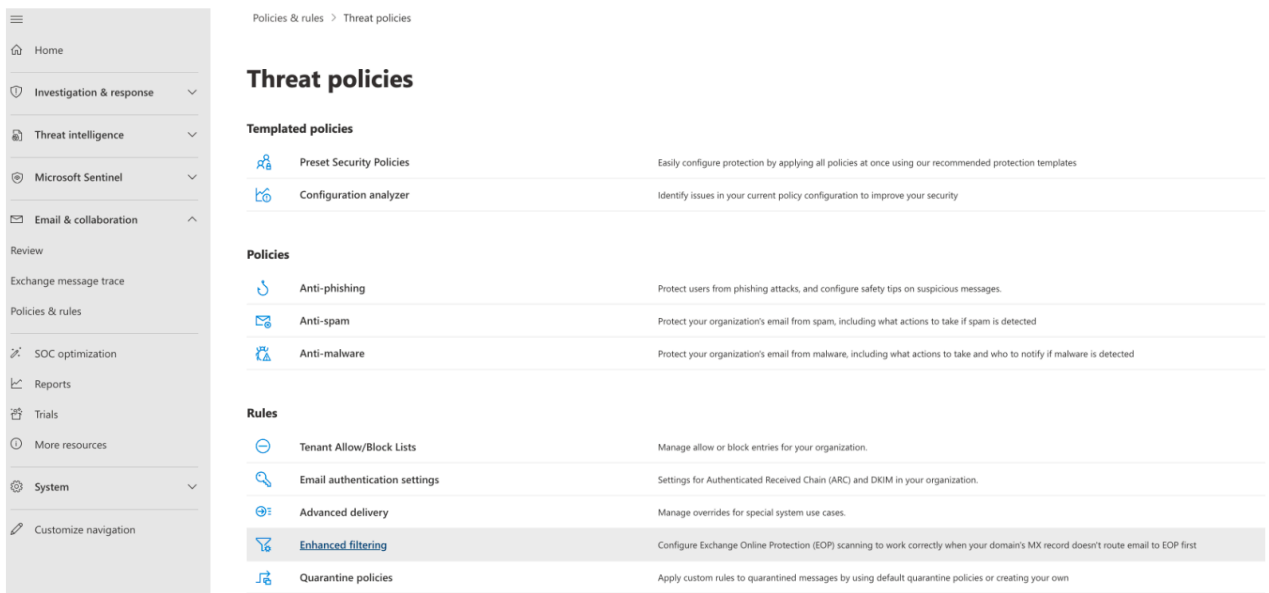 Home
Investigation & response
Threat intelligence
Microsoft Sentinel
Email & collaboration
Review
Exchange message trace
Policies & rules
SOC optimization
Reports
Trials
More resources
System
Customize navigation
Policies & rules > Threat policies
Threat policies
Templated policies
Preset Security Policies Easily configure protection by applying all policies at once using our recommended protection templates
Configuration analyzer Identify issues in your current policy configuration to improve your security
Policies
Anti-phishing Protect users from phishing attacks, and configure safety tips on suspicious messages.
Anti-spam Protect your organization's email from spam, including what actions to take if spam is detected
Anti-malware Protect your organization's email from malware, including what actions to take and who to notify if malware is detected
Rules
Tenant Allow/Block Lists Manage allow or block entries for your organization.
Email authentication settings Settings for Authenticated Received Chain (ARC) and DKIM in your organization.
Advanced delivery Manage overrides for special system use cases.
Enhanced filtering Configure Exchange Online Protection (EOP) scanning to work correctly when your domain's MX record doesn't route email to EOP first
Quarantine policies Apply custom rules to quarantined messages by using default quarantine policies or creating your own